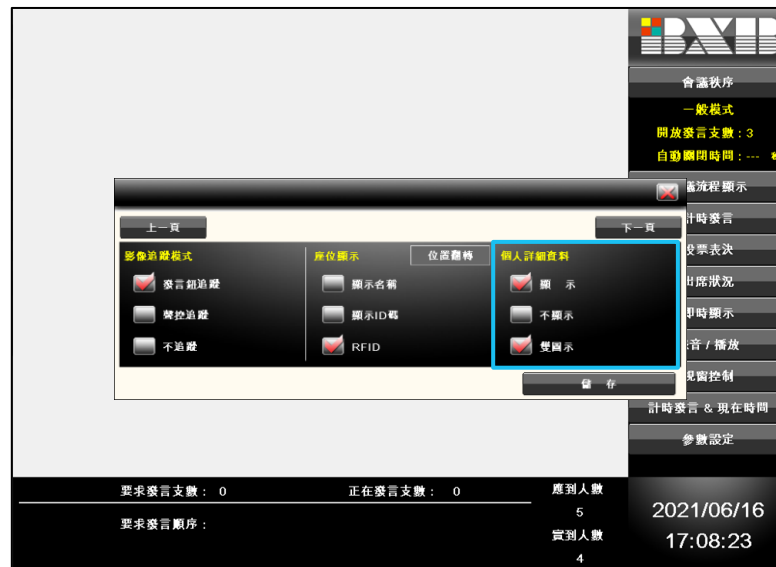 BXB
會議秩序
一般模式
開放發言支數：3
自動關閉時間：---
議流程顯示
計時發言
投票表決
出席狀況
即時顯示
音 / 播放
視窗控制
計時發言 & 現在時間
參數設定
上一頁
下一頁
影像追蹤模式
發言鈕追蹤
聲控追蹤
不追蹤
座位顯示
位置翻轉
顯示名稱
顯示ID碼
RFID
個人詳細資料
顯 示
不顯示
雙圖示
儲 存
要求發言支數： 0
正在發言支數： 0
要求發言順序：
應到人數
5
實到人數
4
2021/06/16
17:08:23